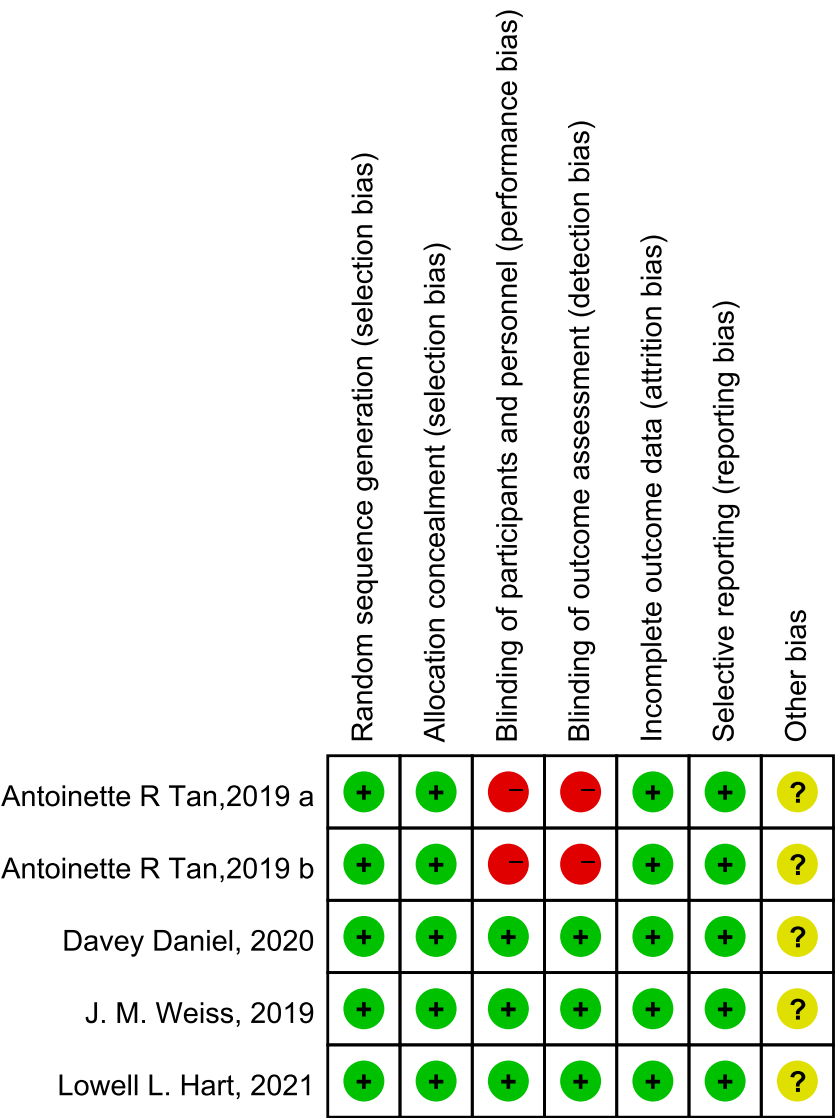 Random sequence generation (selection bias)
Allocation concealment (selection bias)
Blinding of participants and personnel (performance bias)
Blinding of outcome assessment (detection bias)
Incomplete outcome data (attrition bias)
Selective reporting (reporting bias)
Other bias
Antoinette R Tan,2019 a + + – – + + ?
Antoinette R Tan,2019 b + + – – + + ?
Davey Daniel, 2020 + + + + + + ?
J. M. Weiss, 2019 + + + + + + ?
Lowell L. Hart, 2021 + + + + + + ?